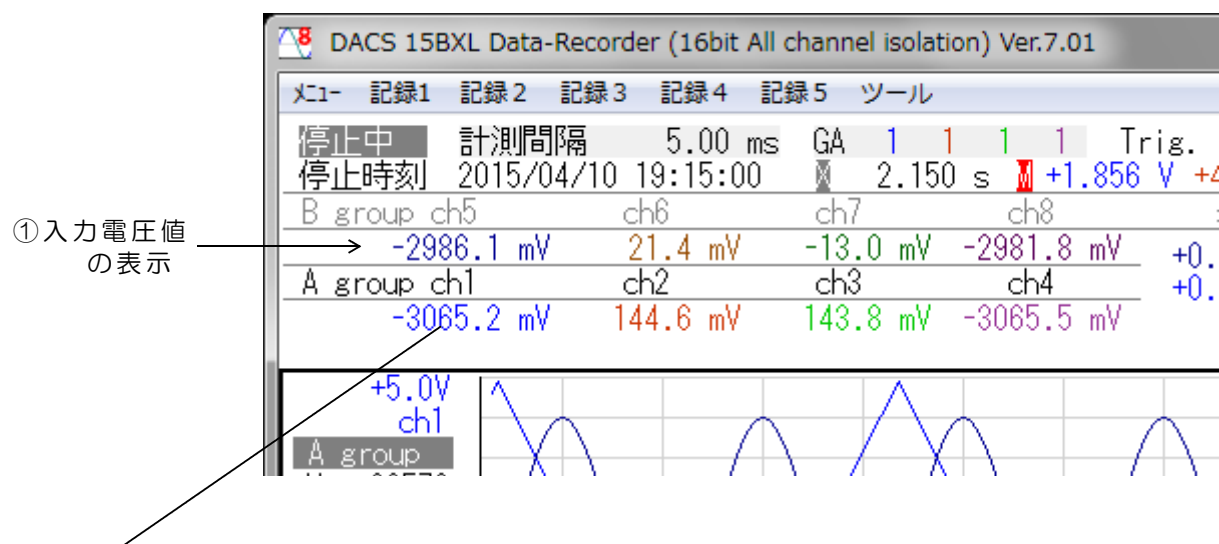 DACS 15BXL Data-Recorder (16bit All channel isolation) Ver.7.01
ﾒﾆｭｰ 記録1 記録2 記録3 記録4 記録5 ツール
停止中 計測間隔 5.00 ms GA 1 1 1 1 Trig.
停止時刻 2015/04/10 19:15:00 2.150 s +1.856 V +4
B group ch5 ch6 ch7 ch8
①入力電圧値
の表示
-2986.1 mV 21.4 mV -13.0 mV -2981.8 mV +0.
A group ch1 ch2 ch3 ch4 +0.
-3065.2 mV 144.6 mV 143.8 mV -3065.5 mV
+5.0V
ch1
A group